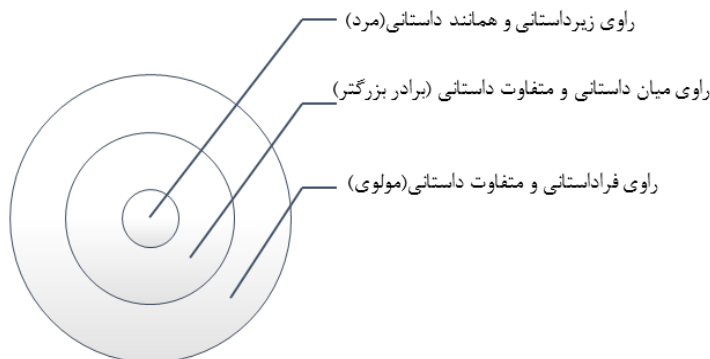 راوی زیرداستانی و همانند داستانی(مرد)
راوی میان داستانی و متفاوت داستانی (برادر بزرگتر)
راوی فراداستانی و متفاوت داستانی(مولوی)